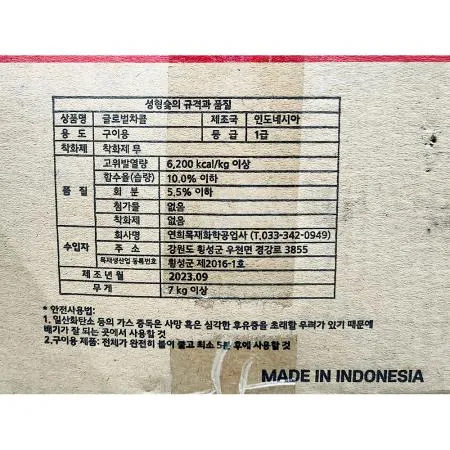 성형숯의 규격과 품질
상품명 글로벌차콜 제조국 인도네시아
용 도 구이용 등 급 1급
착화제 착화제 무
품 질 고위발열량 6,200 kcal/kg 이상
함수율(습량) 10.0% 이하
회 분 5.5% 이하
첨가물 없음
착화제 없음
수입자 회사명 연희목재화학공업사 (T.033-342-0949)
주 소 강원도 횡성군 우천면 경강로 3855
목재생산업 등록번호 횡성군 제2016-1호
제 조 년 월 2023.09
무 게 7 kg 이상
* 안전사용법:
1. 일산화탄소 등의 가스 중독은 사망 혹은 심각한 후유증을 초래할 우려가 있기 때문에
배기가 잘 되는 곳에서 사용할 것
2.구이용 제품: 전체가 완전히 불이 붙고 최소 5분 후에 사용할 것
MADE IN INDONESIA